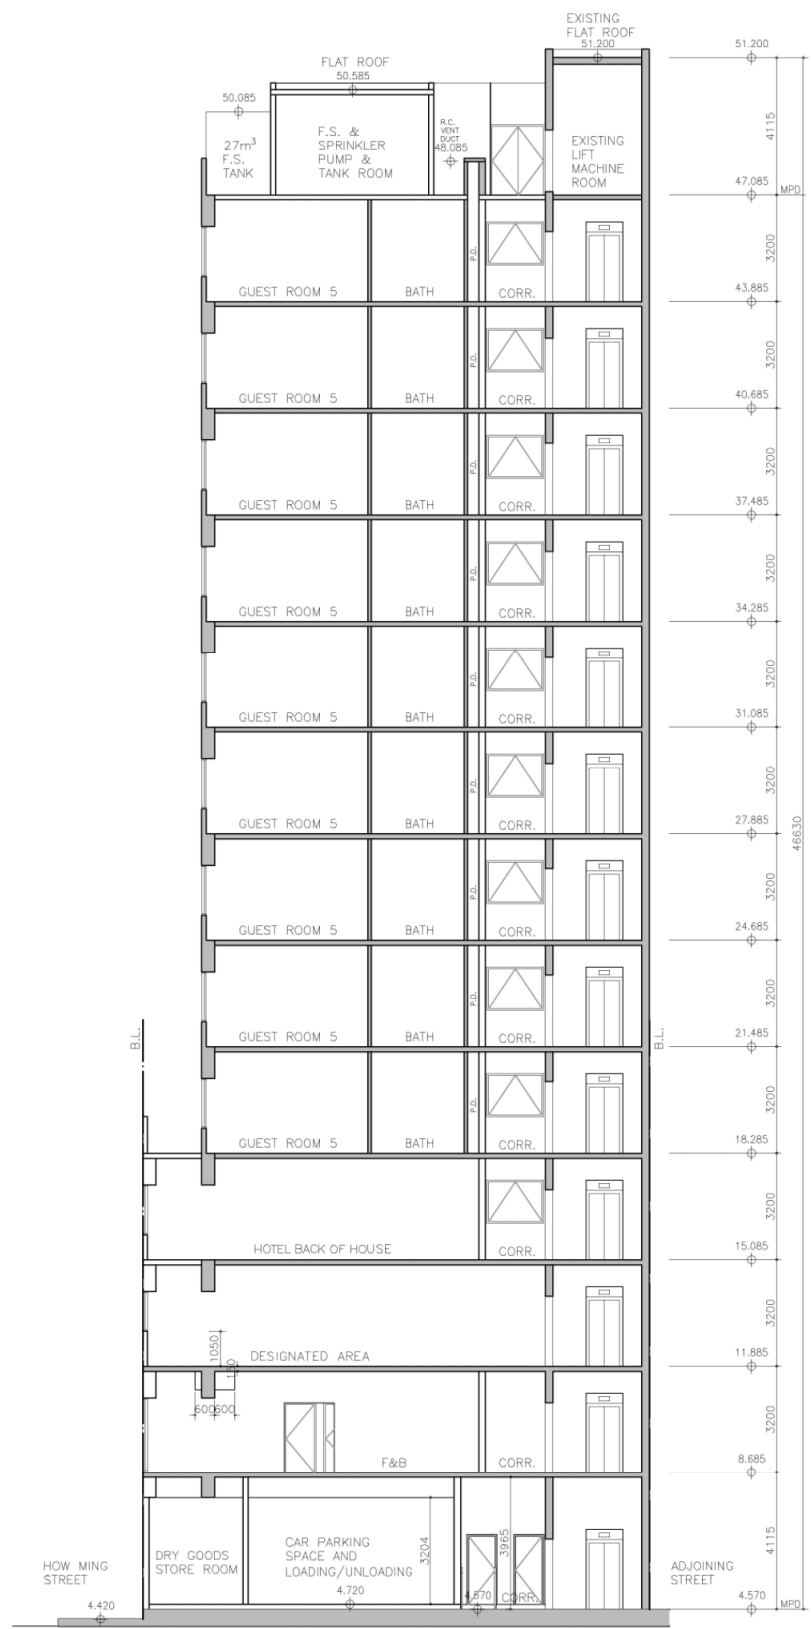 EXISTING
FLAT ROOF
51.200
51.200
FLAT ROOF
50.585
50.085
27m³
F.S.
TANK
F.S. &
SPRINKLER
PUMP &
TANK ROOM
R.C.
VENT
DUCT
48.085
EXISTING
LIFT
MACHINE
ROOM
4115
47.085
MPD
3200
P.D.
GUEST ROOM 5
BATH
CORR.
43.885
3200
P.D.
GUEST ROOM 5
BATH
CORR.
40.685
3200
P.D.
GUEST ROOM 5
BATH
CORR.
37.485
3200
P.D.
GUEST ROOM 5
BATH
CORR.
34.285
3200
P.D.
GUEST ROOM 5
BATH
CORR.
31.085
3200
P.D.
GUEST ROOM 5
BATH
CORR.
27.885
46630
3200
P.D.
GUEST ROOM 5
BATH
CORR.
24.685
3200
P.D.
GUEST ROOM 5
BATH
CORR.
21.485
B.L.
B.L.
3200
P.D.
GUEST ROOM 5
BATH
CORR.
18.285
3200
HOTEL BACK OF HOUSE
CORR.
15.085
3200
1050
DESIGNATED AREA
11.885
150
600
600
3200
F&B
CORR.
8.685
3204
3965
4115
DRY GOODS
STORE ROOM
CAR PARKING
SPACE AND
LOADING/UNLOADING
4.720
4.570
CORR.
HOW MING
STREET
4.420
ADJOINING
STREET
4.570
MPD